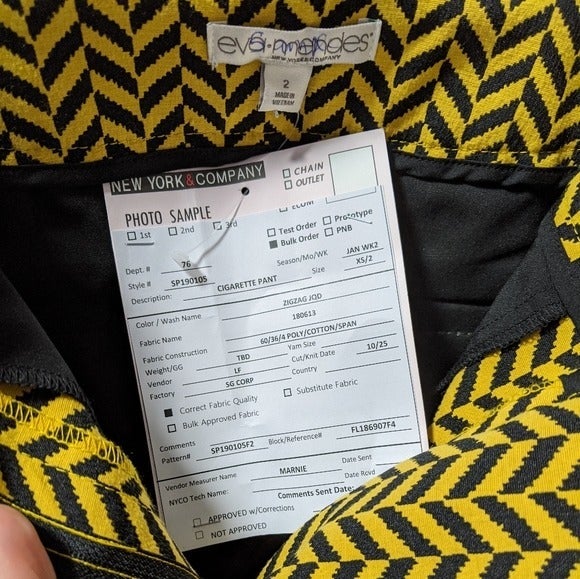 eva mendes
NEW YORK & COMPANY
2
MADE IN
VIETNAM
NEW YORK & COMPANY
CHAIN
OUTLET
PHOTO SAMPLE
1st 2nd 3rd
ECOM
Test Order Prototype
Bulk Order PNB
Dept. # 76
Season/Mo/WK JAN WK2
Style # SP190105 Size XS/2
Description: CIGARETTE PANT
Color / Wash Name ZIGZAG JQD
Fabric Name 180613
Fabric Construction 60/36/4 POLY/COTTON/SPAN
Weight/GG TBD Yarn Size
Vendor LF Cut/Knit Date 10/25
Factory SG CORP Country
Correct Fabric Quality Substitute Fabric
Bulk Approved Fabric
Comments
Pattern# SP190105F2 Block/Reference# FL186907F4
Vendor Measurer Name MARNIE Date Sent
NYCO Tech Name: Date Rcvd
Comments Sent Date:
APPROVED w/Corrections
NOT APPROVED